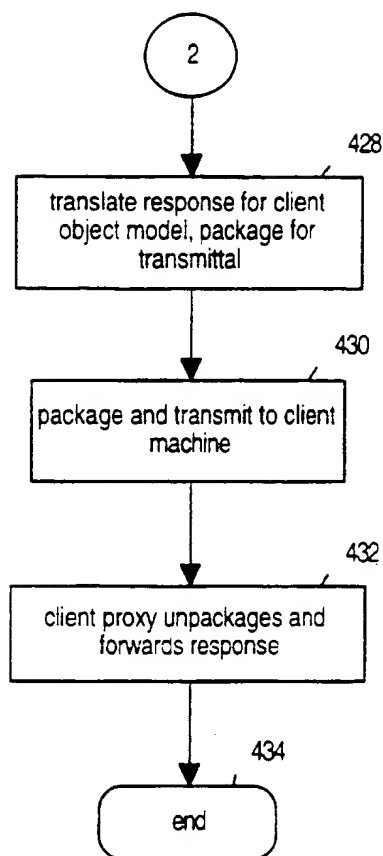 2
428
translate response for client
object model, package for
transmittal
430
package and transmit to client
machine
432
client proxy unpackages and
forwards response
434
end